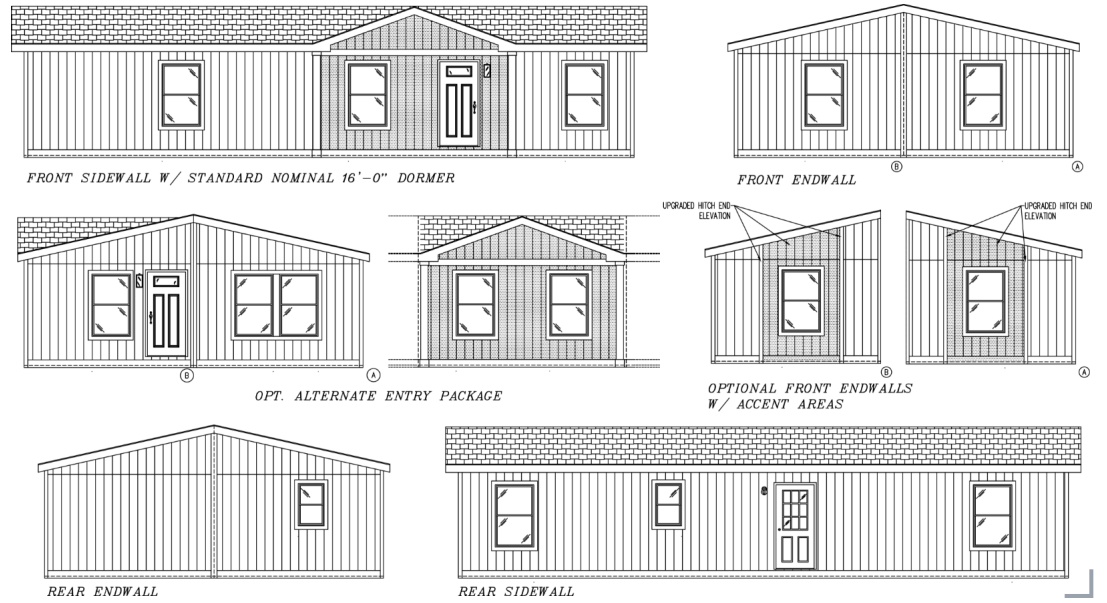 FRONT SIDEWALL W/ STANDARD NOMINAL 16'-0" DORMER
B
A
FRONT ENDWALL
B
A
OPT. ALTERNATE ENTRY PACKAGE
UPGRADED HITCH END
ELEVATION
UPGRADED HITCH END
ELEVATION
B
A
OPTIONAL FRONT ENDWALLS
W/ ACCENT AREAS
REAR ENDWALL
REAR SIDEWALL